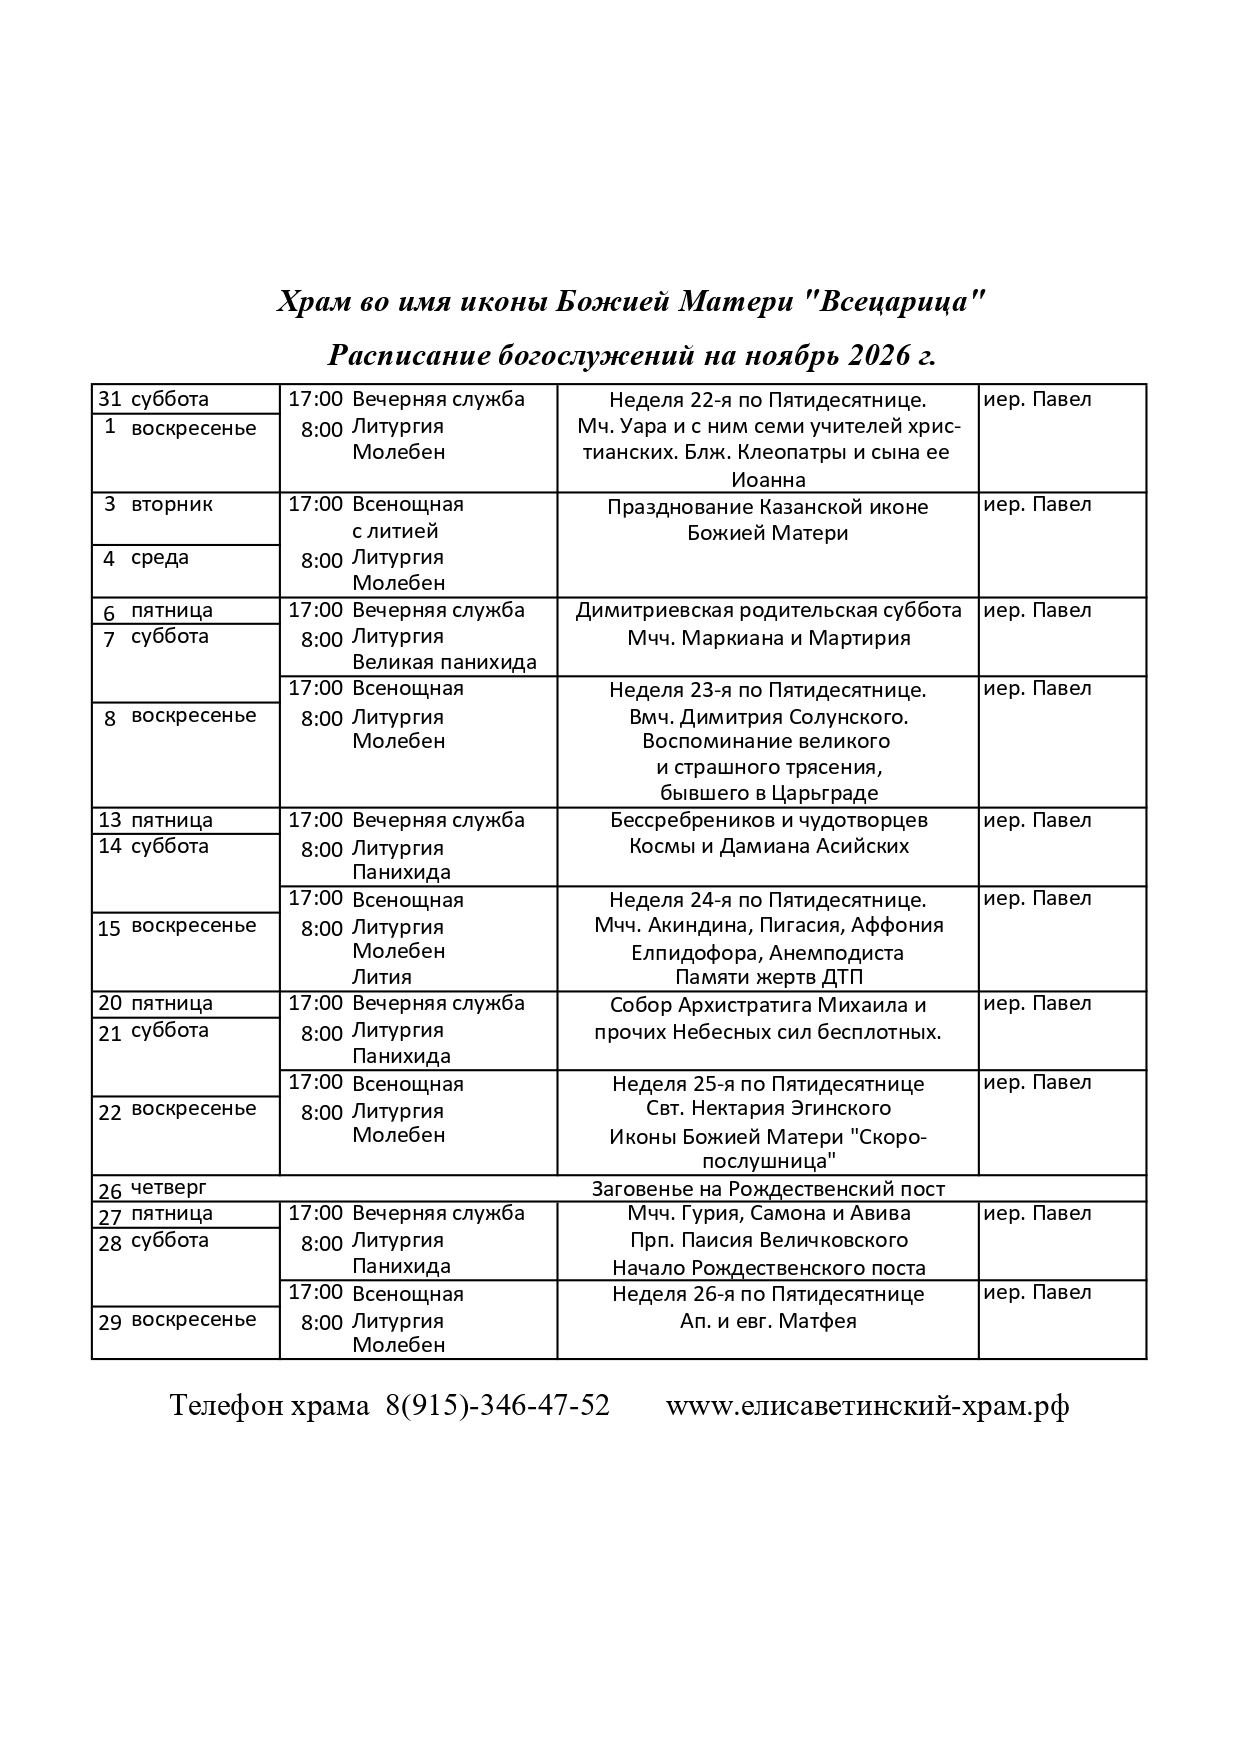 Храм во имя иконы Божией Матери "Всецарица"
Расписание богослужений на ноябрь 2026 г.
31 суббота 17:00 Вечерняя служба Неделя 22-я по Пятидесятнице. иер. Павел
1 воскресенье 8:00 Литургия Мч. Уара и с ним семи учителей хрис-
Молебен тианских. Блж. Клеопатры и сына ее
Иоанна
3 вторник 17:00 Всенощная Празднование Казанской иконе иер. Павел
с литией Божией Матери
4 среда 8:00 Литургия
Молебен
6 пятница 17:00 Вечерняя служба Димитриевская родительская суббота иер. Павел
7 суббота 8:00 Литургия Мчч. Маркиана и Мартирия
Великая панихида
17:00 Всенощная Неделя 23-я по Пятидесятнице. иер. Павел
8 воскресенье 8:00 Литургия Вмч. Димитрия Солунского.
Молебен Воспоминание великого
и страшного трясения,
бывшего в Царьграде
13 пятница 17:00 Вечерняя служба Бессребреников и чудотворцев иер. Павел
14 суббота 8:00 Литургия Космы и Дамиана Асийских
Панихида
17:00 Всенощная Неделя 24-я по Пятидесятнице. иер. Павел
15 воскресенье 8:00 Литургия Мчч. Акиндина, Пигасия, Аффония
Молебен Елпидофора, Анемподиста
Лития Памяти жертв ДТП
20 пятница 17:00 Вечерняя служба Собор Архистратига Михаила и иер. Павел
21 суббота 8:00 Литургия прочих Небесных сил бесплотных.
Панихида
17:00 Всенощная Неделя 25-я по Пятидесятнице иер. Павел
22 воскресенье 8:00 Литургия Свт. Нектария Эгинского
Молебен Иконы Божией Матери "Скоро-
послушница"
26 четверг Заговенье на Рождественский пост
27 пятница 17:00 Вечерняя служба Мчч. Гурия, Самона и Авива иер. Павел
28 суббота 8:00 Литургия Прп. Паисия Величковского
Панихида Начало Рождественского поста
17:00 Всенощная Неделя 26-я по Пятидесятнице иер. Павел
29 воскресенье 8:00 Литургия Ап. и евг. Матфея
Молебен
Телефон храма 8(915)-346-47-52 www.елисаветинский-храм.рф